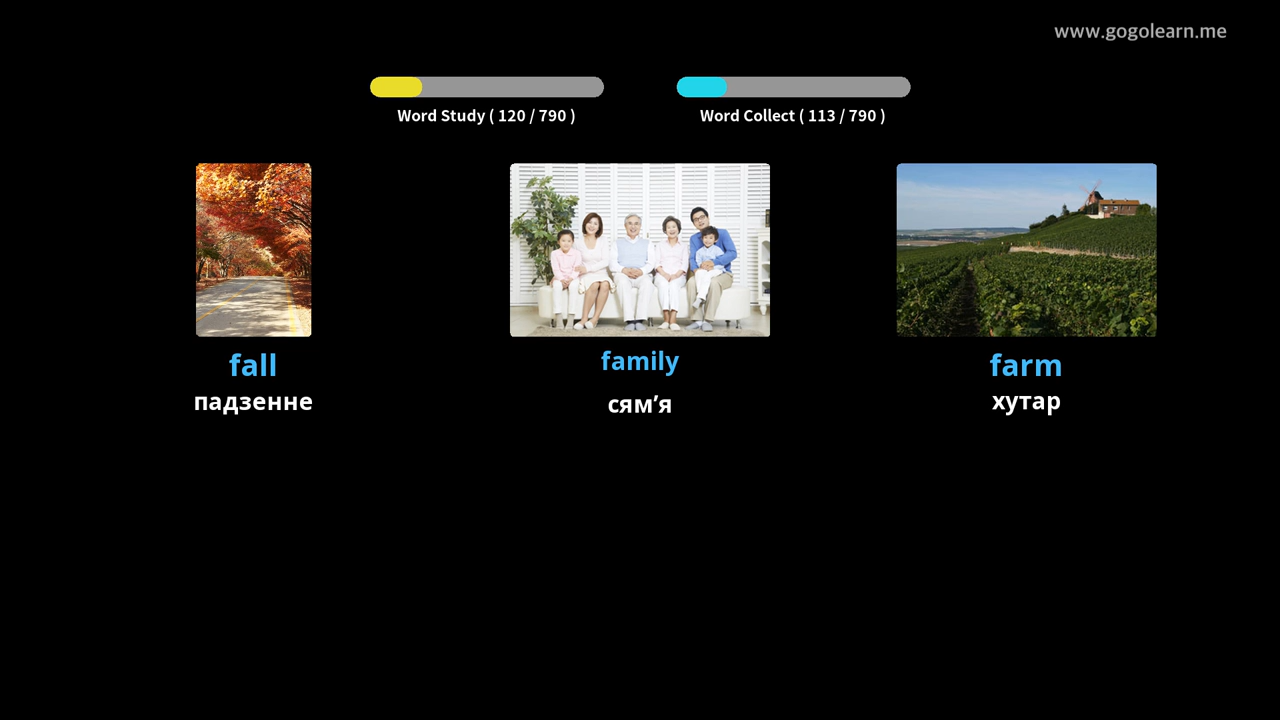 www.gogolearn.me
Word Study ( 120 / 790 )
Word Collect ( 113 / 790 )
fall
падзенне
family
сям’я
farm
хутар